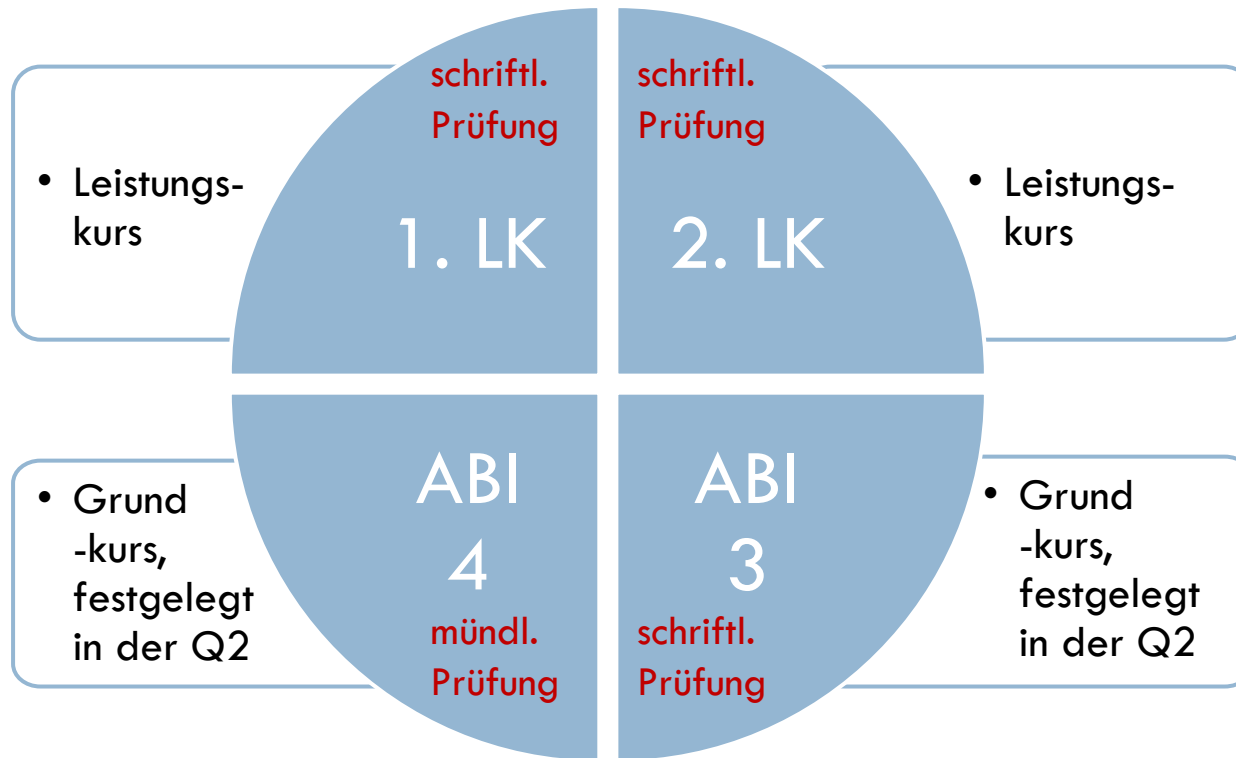 • Leistungs-
kurs
schriftl.
Prüfung
1. LK
schriftl.
Prüfung
2. LK
• Leistungs-
kurs
• Grund
-kurs,
festgelegt
in der Q2
ABI
4
mündl.
Prüfung
ABI
3
schriftl.
Prüfung
• Grund
-kurs,
festgelegt
in der Q2